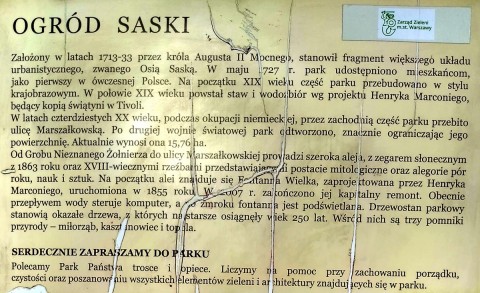 OGRÓD SASKI
Zarząd Zieleni
m.st. Warszawy
Założony w latach 1713-33 przez króla Augusta II Mocnego, stanowił fragment większego układu
urbanistycznego, zwanego Osią Saską. W maju 1727 r. park udostępniono mieszkańcom,
jako pierwszy w ówczesnej Polsce. Na początku XIX wieku część parku przebudowano w stylu
krajobrazowym. W połowie XIX wieku powstał staw i wodozbiór wg projektu Henryka Marconiego,
będący kopią świątyni w Tivoli.
W latach czterdziestych XX wieku, podczas okupacji niemieckiej, przez zachodnią część parku przebito
ulicę Marszałkowską. Po drugiej wojnie światowej park odtworzono, znacznie ograniczając jego
powierzchnię. Aktualnie wynosi ona 15,76 ha.
Od Grobu Nieznanego Żołnierza do ulicy Marszałkowskiej prowadzi szeroka aleja, z zegarem słonecznym
z 1863 roku oraz XVIII-wiecznymi rzeźbami przedstawiającymi postacie mitologiczne oraz alegorie pór
roku, nauk i sztuk. Na początku alei znajduje się Fontanna Wielka, zaprojektowana przez Henryka
Marconiego, uruchomiona w 1855 roku. W 2007 r. zakończono jej kapitalny remont. Obecnie
przepływem wody steruje komputer, a po zmroku fontanna jest podświetlana. Drzewostan parkowy
stanowią okazałe drzewa, z których na starsze osiągnęły wiek 250 lat. Wśród nich są trzy pomniki
przyrody – miłorząb, kasztanowiec i topola.
SERDECZNIE ZAPRASZAMY DO PARKU
Polecamy Park Państwa trosce i opiece. Liczymy na pomoc przy zachowaniu porządku,
czystości oraz poszanowaniu wszystkich elementów zieleni i architektury znajdujących się w parku.